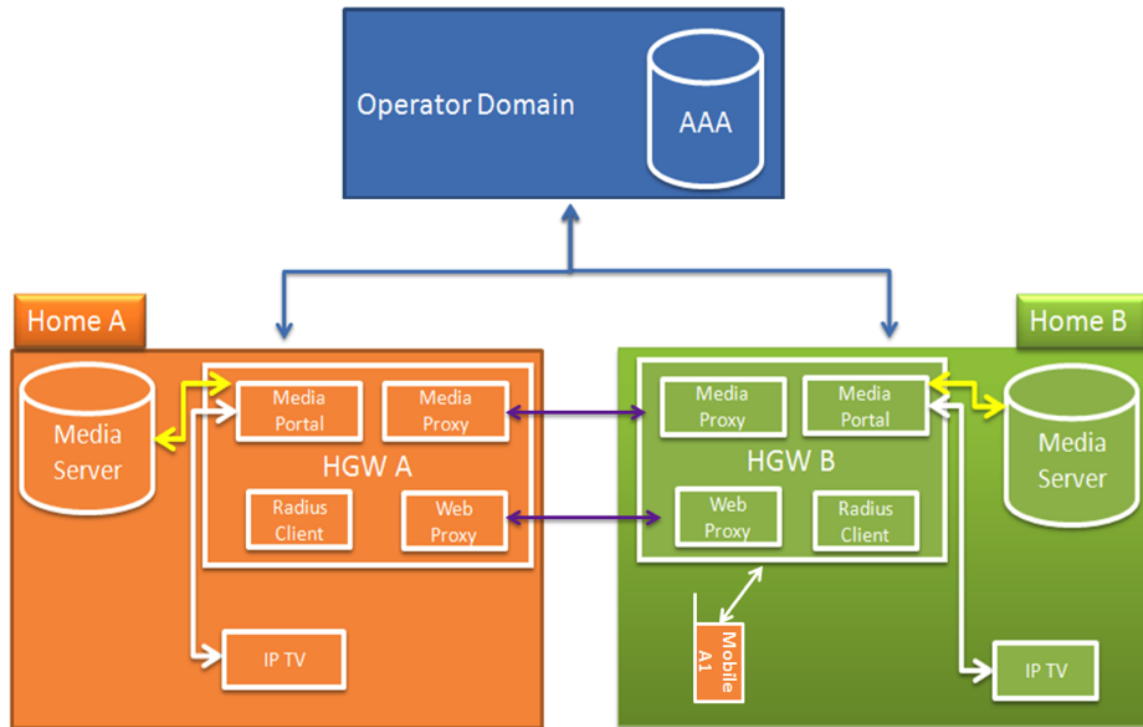 Operator Domain
AAA
Home A
Home B
Media
Server
Media
Portal
Media
Proxy
HGW A
Radius
Client
Web
Proxy
IP TV
Media
Proxy
Media
Portal
HGW B
Web
Proxy
Radius
Client
Media
Server
Mobile
A1
IP TV